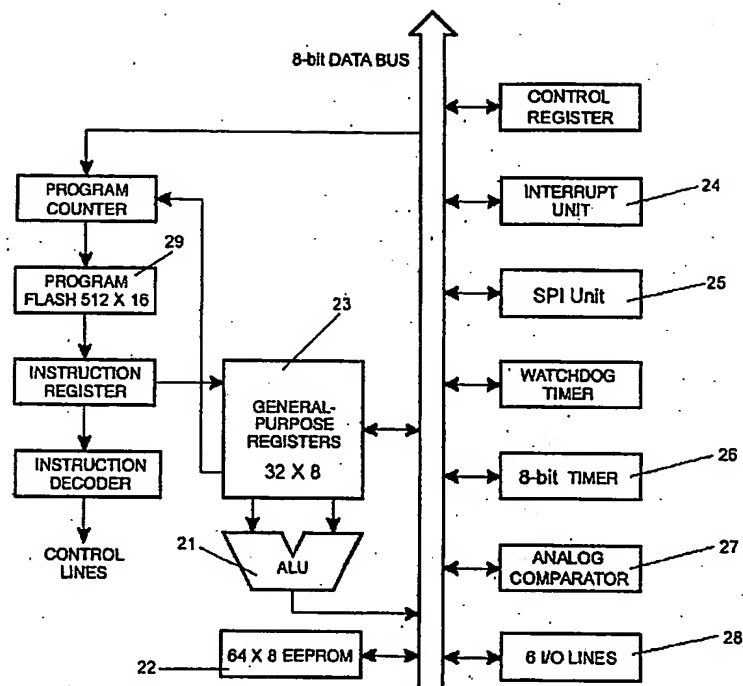 8-bit DATA BUS
CONTROL
REGISTER
PROGRAM
COUNTER
INTERRUPT
UNIT
24
29
PROGRAM
FLASH 512 X 16
SPI Unit
25
23
INSTRUCTION
REGISTER
GENERAL-
PURPOSE
REGISTERS
32 X 8
WATCHDOG
TIMER
INSTRUCTION
DECODER
8-bit TIMER
26
CONTROL
LINES
21
ALU
ANALOG
COMPARATOR
27
22
64 X 8 EEPROM
6 I/O LINES
28